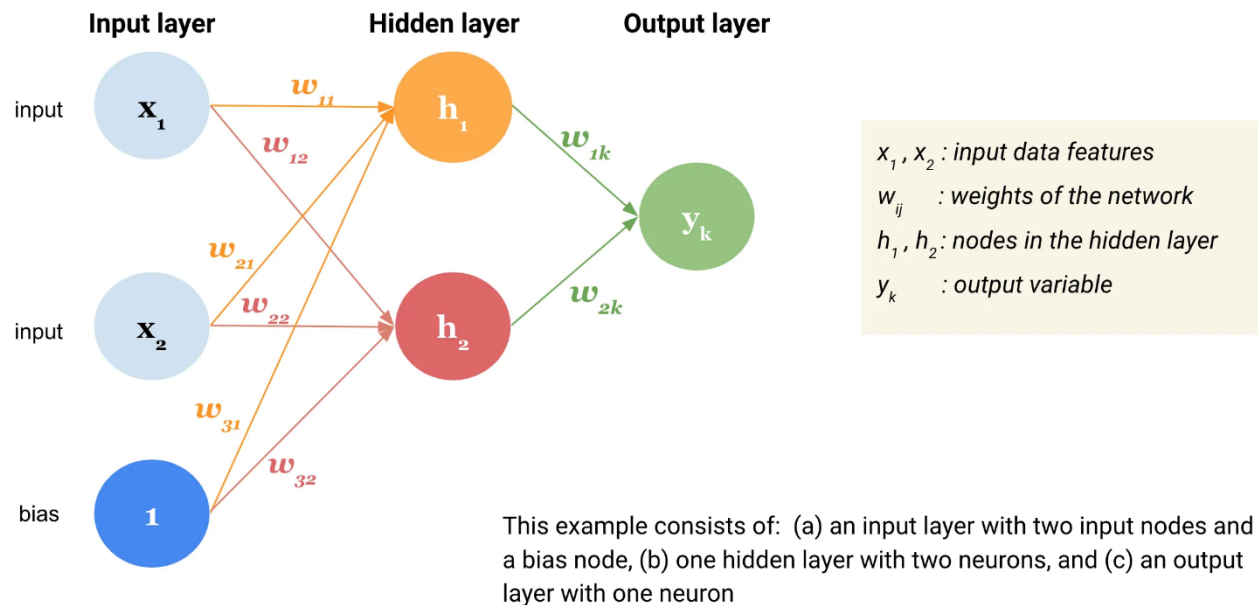 Input layer
Hidden layer
Output layer
input
x₁
w₁₁
h₁
w₁₂
w₁ₖ
yₖ
w₂₁
input
x₂
w₂₂
h₂
w₂ₖ
w₃₁
w₃₂
bias
1
x₁ , x₂ : input data features
wᵢⱼ : weights of the network
h₁ , h₂ : nodes in the hidden layer
yₖ : output variable
This example consists of: (a) an input layer with two input nodes and
a bias node, (b) one hidden layer with two neurons, and (c) an output
layer with one neuron